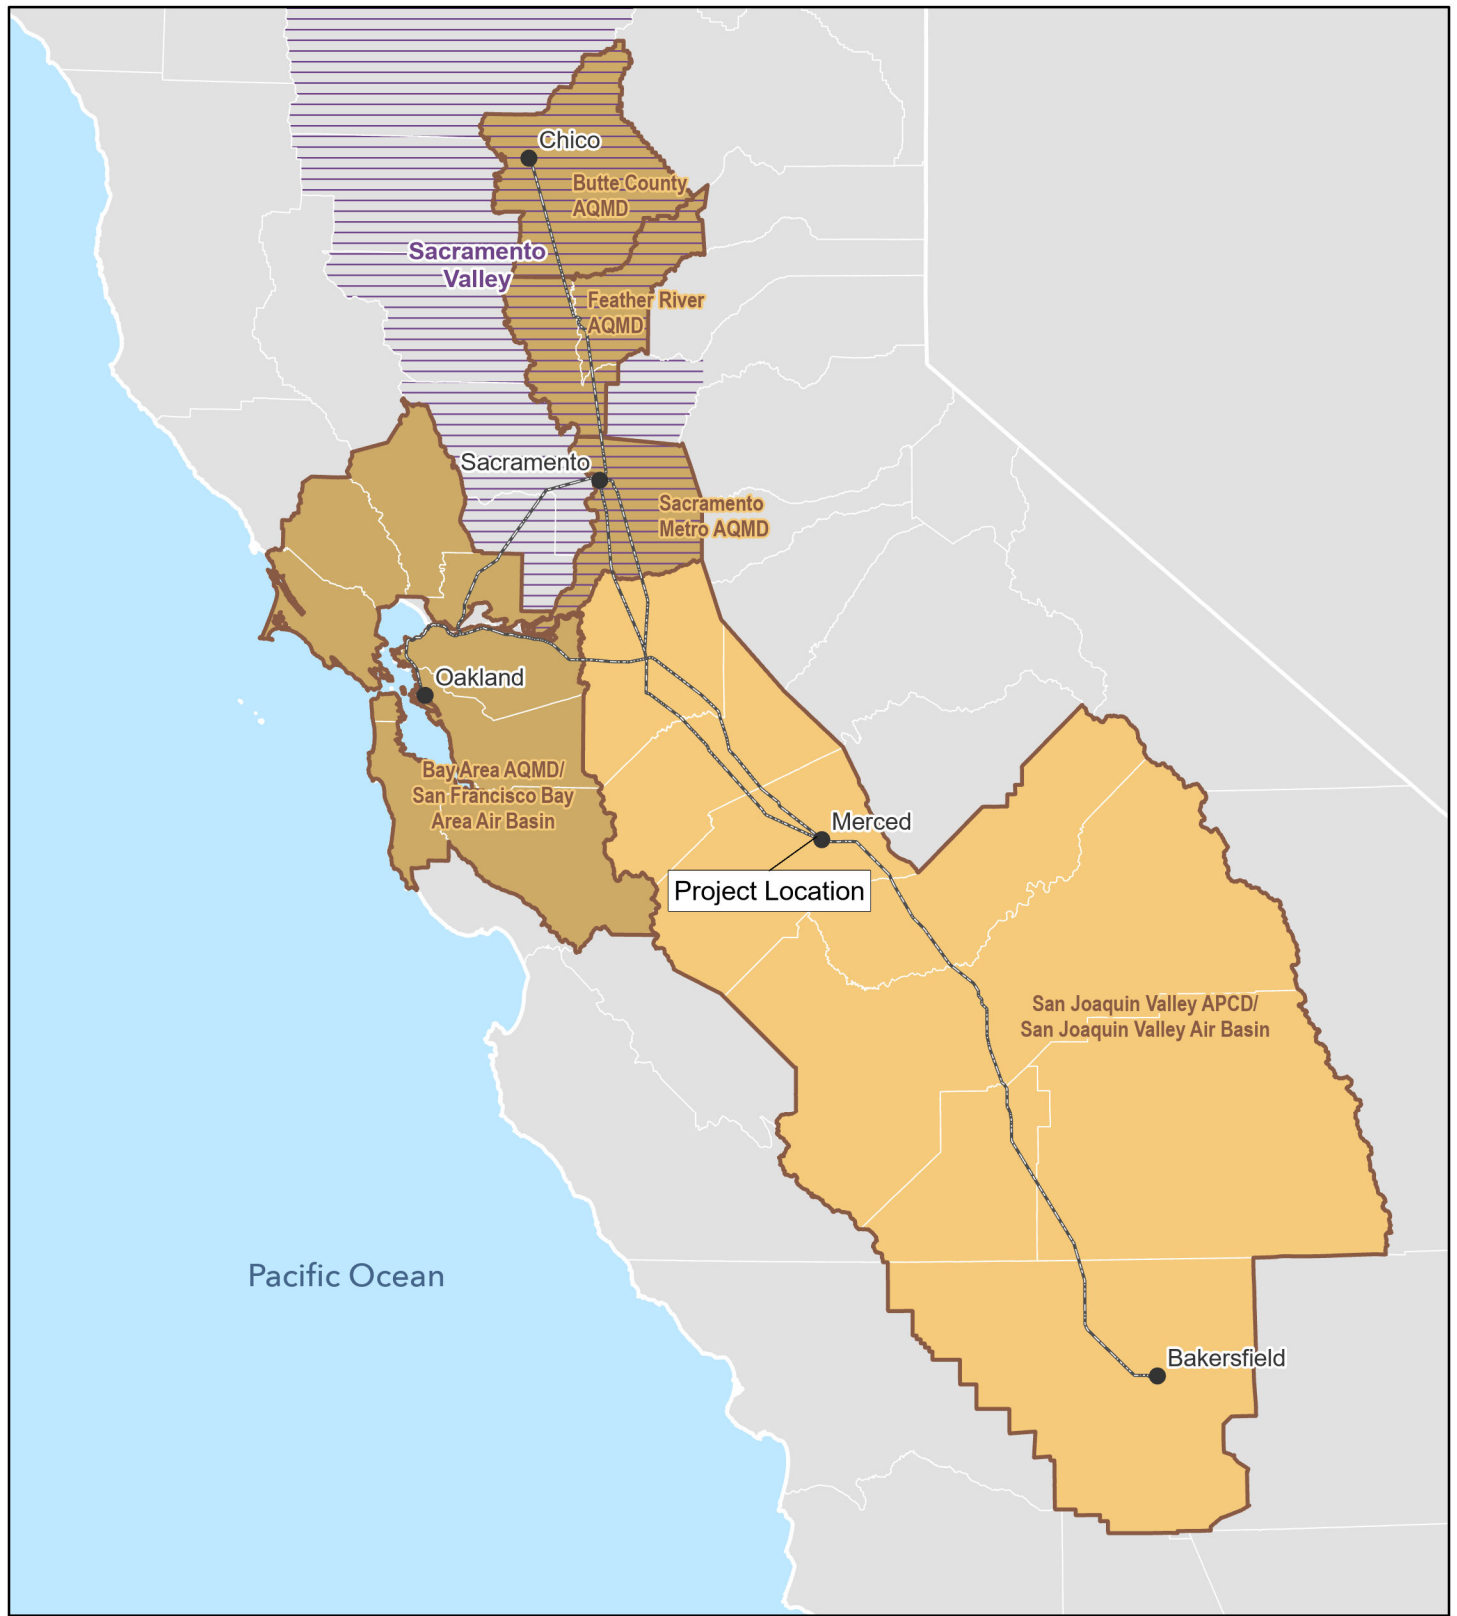 Chico
Butte County
AQMD
Sacramento
Valley
Feather River
AQMD
Sacramento
Sacramento
Metro AQMD
Oakland
Bay Area AQMD/
San Francisco Bay
Area Air Basin
Merced
Project Location
San Joaquin Valley APCD/
San Joaquin Valley Air Basin
Pacific Ocean
Bakersfield